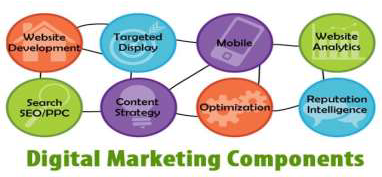 Website
Development
Targeted
Display
Mobile
Website
Analytics
Search
SEO/PPC
Content
Strategy
Optimization
Reputation
Intelligence
Digital Marketing Components